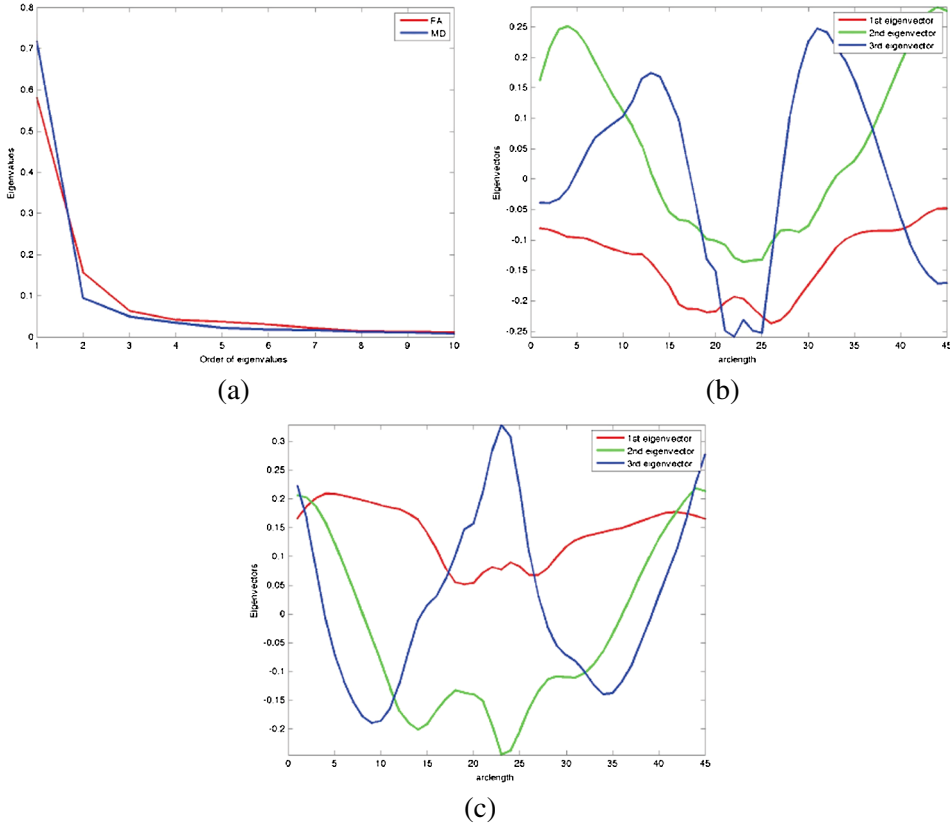 0.8
0.7
0.6
0.5
0.4
0.3
0.2
0.1
0
Eigenvalues
FA
MD
1 2 3 4 5 6 7 8 9 10
Order of eigenvalues
(a)
0.25
0.2
0.15
0.1
0.05
0
-0.05
-0.1
-0.15
-0.2
-0.25
Eigenvectors
1st eigenvector
2nd eigenvector
3rd eigenvector
0 5 10 15 20 25 30 35 40 45
arclength
(b)
0.3
0.25
0.2
0.15
0.1
0.05
0
-0.05
-0.1
-0.15
-0.2
Eigenvectors
1st eigenvector
2nd eigenvector
3rd eigenvector
0 5 10 15 20 25 30 35 40 45
arclength
(c)